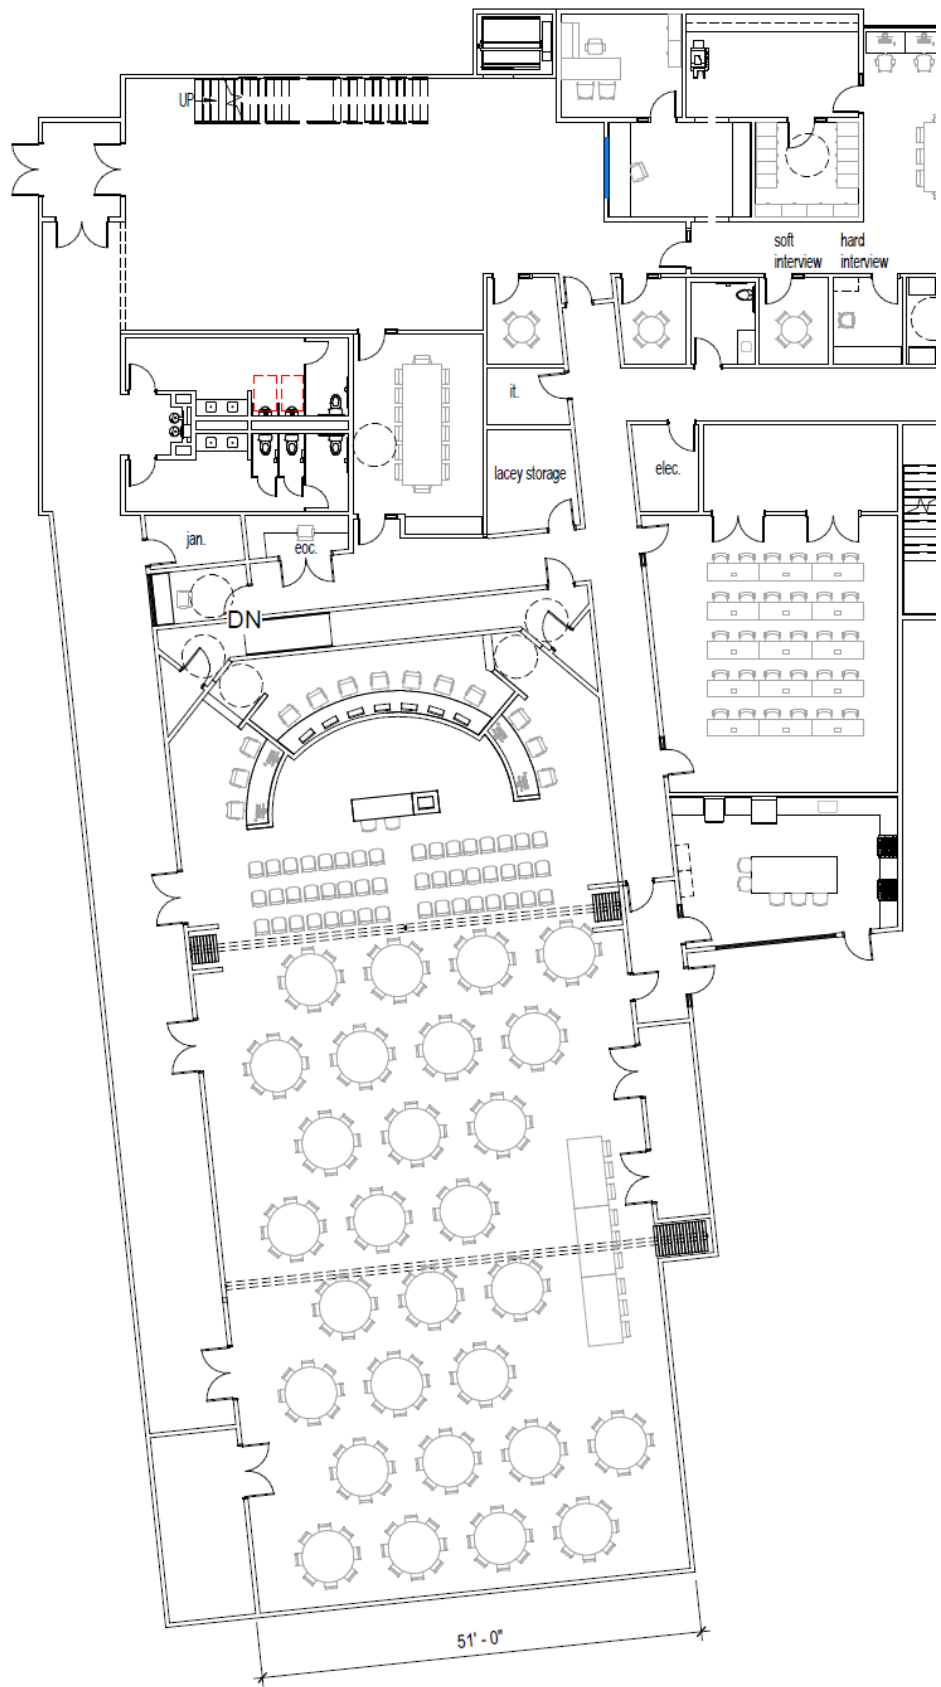 UP
soft
interview
hard
interview
it.
lacey storage
elec.
jan.
eoc.
DN
51' - 0"